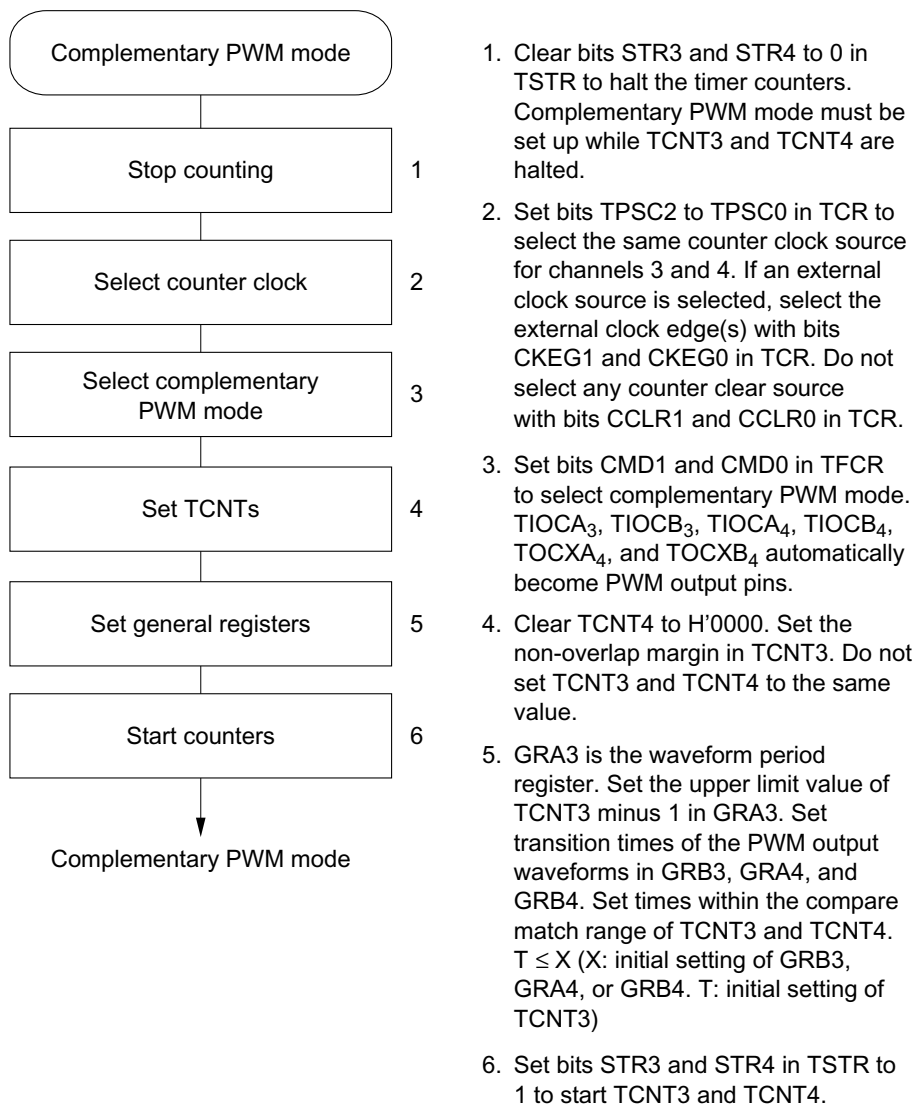 Complementary PWM mode
Stop counting
1
Select counter clock
2
Select complementary
PWM mode
3
Set TCNTs
4
Set general registers
5
Start counters
6
Complementary PWM mode
1. Clear bits STR3 and STR4 to 0 in
TSTR to halt the timer counters.
Complementary PWM mode must be
set up while TCNT3 and TCNT4 are
halted.
2. Set bits TPSC2 to TPSC0 in TCR to
select the same counter clock source
for channels 3 and 4. If an external
clock source is selected, select the
external clock edge(s) with bits
CKEG1 and CKEG0 in TCR. Do not
select any counter clear source
with bits CCLR1 and CCLR0 in TCR.
3. Set bits CMD1 and CMD0 in TFCR
to select complementary PWM mode.
TIOCA₃, TIOCB₃, TIOCA₄, TIOCB₄,
TOCXA₄, and TOCXB₄ automatically
become PWM output pins.
4. Clear TCNT4 to H'0000. Set the
non-overlap margin in TCNT3. Do not
set TCNT3 and TCNT4 to the same
value.
5. GRA3 is the waveform period
register. Set the upper limit value of
TCNT3 minus 1 in GRA3. Set
transition times of the PWM output
waveforms in GRB3, GRA4, and
GRB4. Set times within the compare
match range of TCNT3 and TCNT4.
T ≤ X (X: initial setting of GRB3,
GRA4, or GRB4. T: initial setting of
TCNT3)
6. Set bits STR3 and STR4 in TSTR to
1 to start TCNT3 and TCNT4.